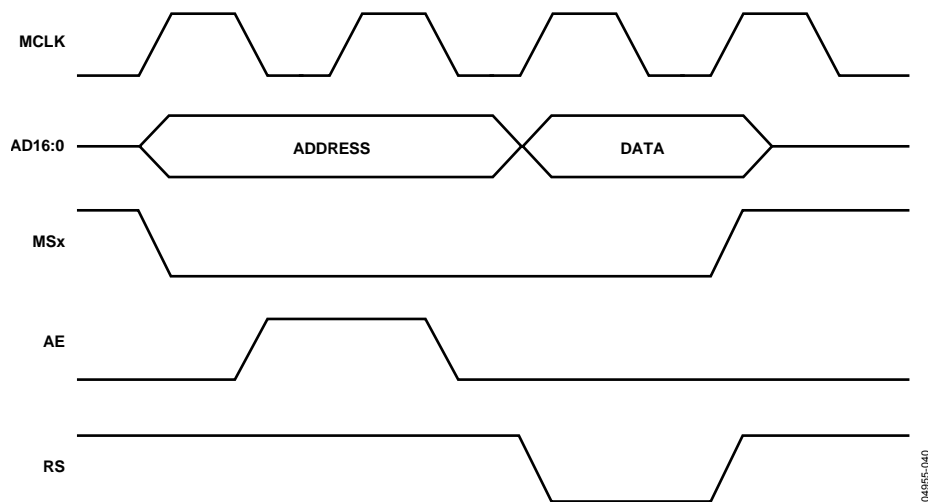 MCLK
AD16:0
ADDRESS
DATA
MSx
AE
RS
04955-040